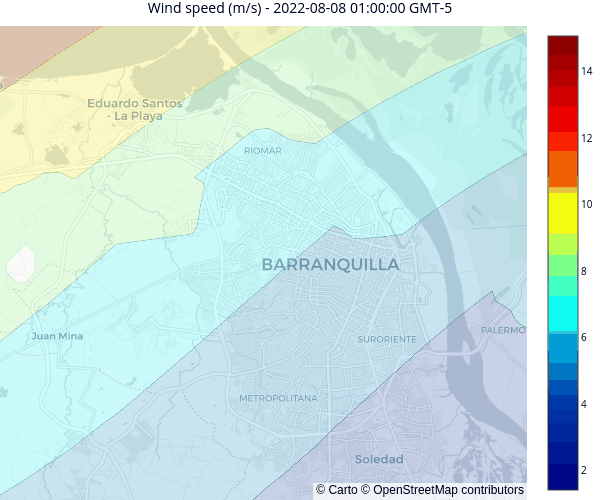 Wind speed (m/s) - 2022-08-08 01:00:00 GMT-5
14
Eduardo Santos
- La Playa
12
RIOMAR
10
BARRANQUILLA
8
Juan Mina
PALERMO
SURORIENTE
6
METROPOLITANA
4
Soledad
2
© Carto © OpenStreetMap contributors